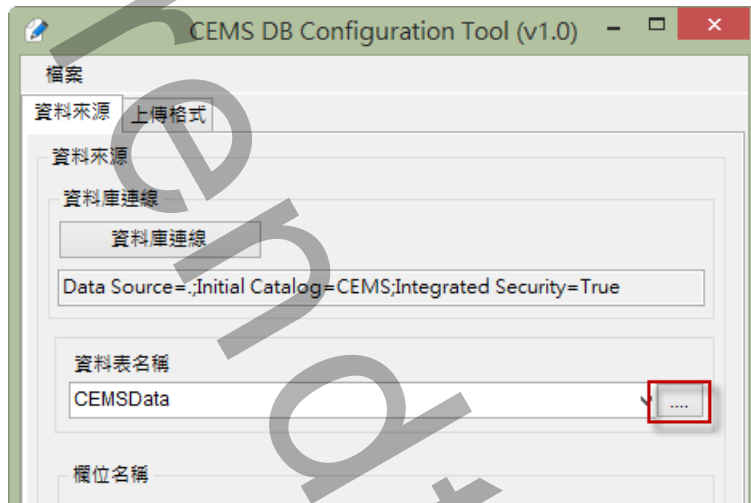 CEMS DB Configuration Tool (v1.0)
檔案
資料來源 上傳格式
資料來源
資料庫連線
資料庫連線
Data Source=.;Initial Catalog=CEMS;Integrated Security=True
資料表名稱
CEMSData ....
欄位名稱